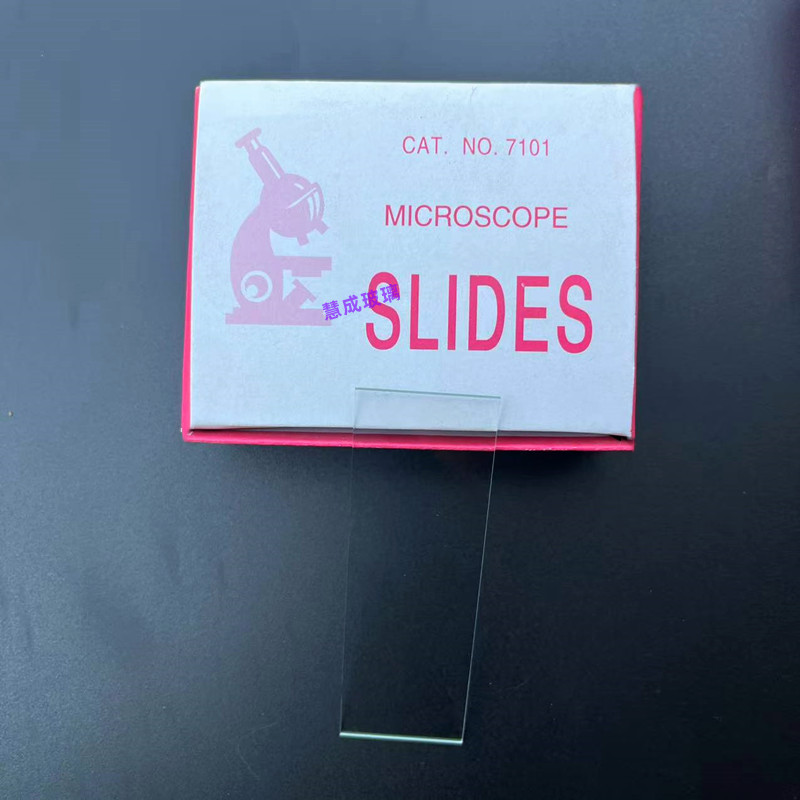 CAT. NO. 7101
MICROSCOPE
SLIDES
慧成玻璃